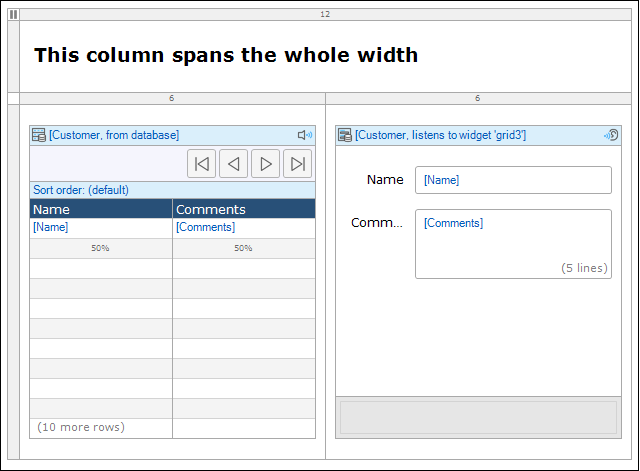 12
This column spans the whole width
6
6
[Customer, from database]
Sort order: (default)
Name Comments
[Name] [Comments]
50% 50%
(10 more rows)
[Customer, listens to widget 'grid3']
Name [Name]
Comm... [Comments]
(5 lines)